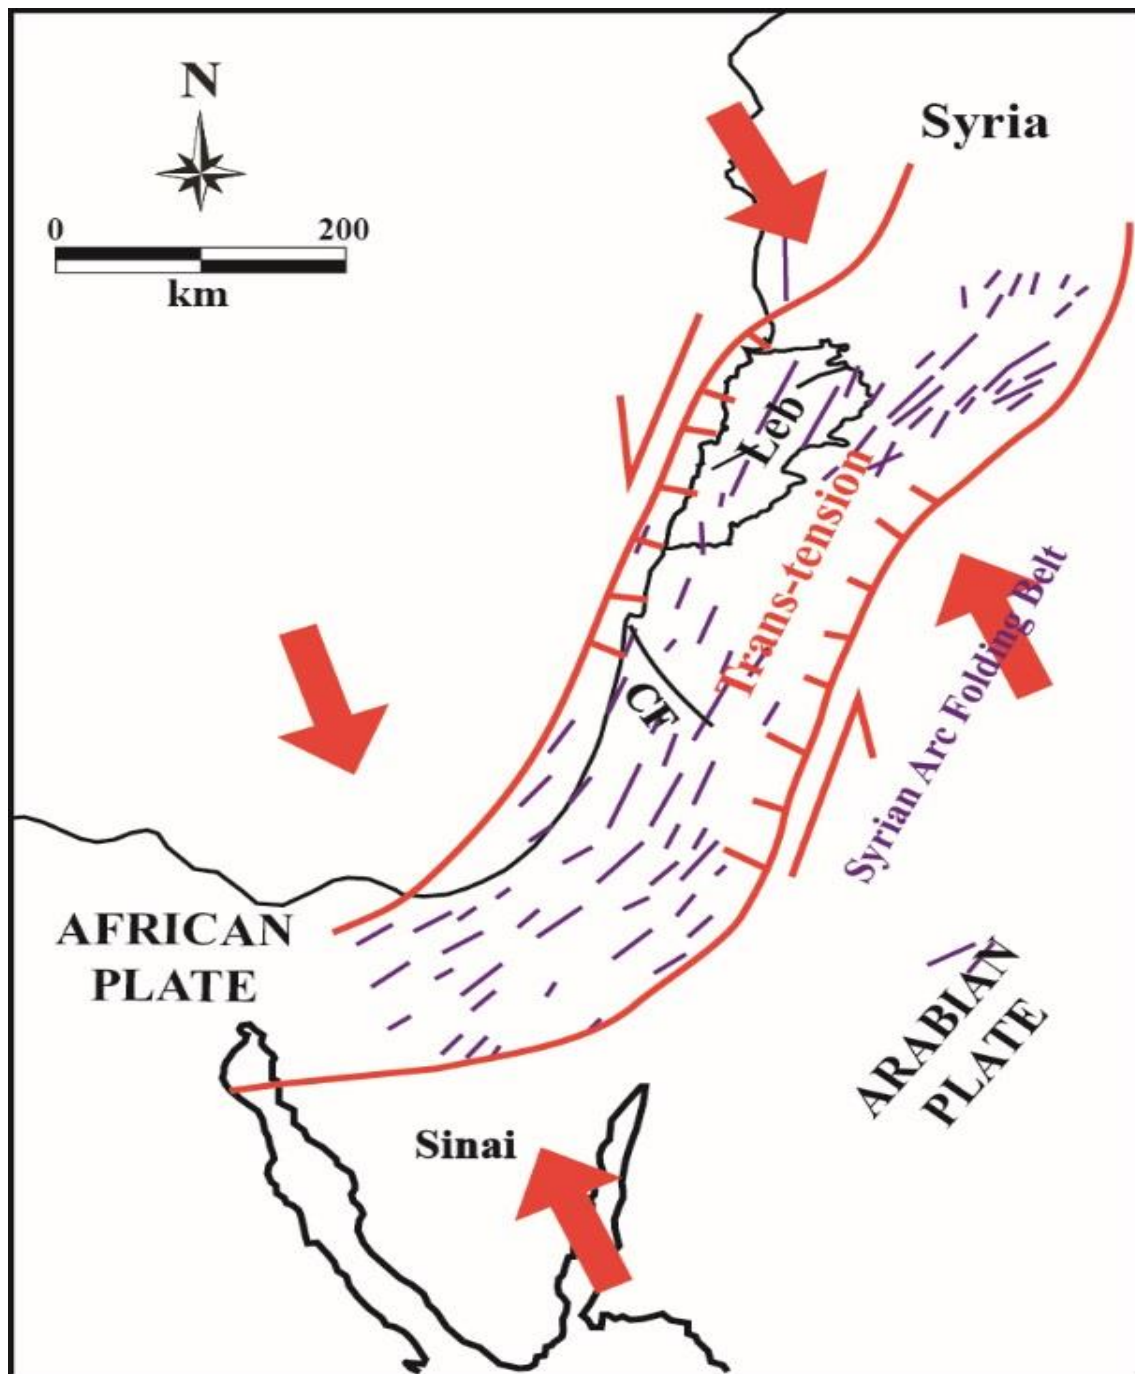 N
0 200
km
Syria
Leb
Trans-tension
CF
Syrian Arc Folding Belt
AFRICAN
PLATE
ARABIAN
PLATE
Sinai